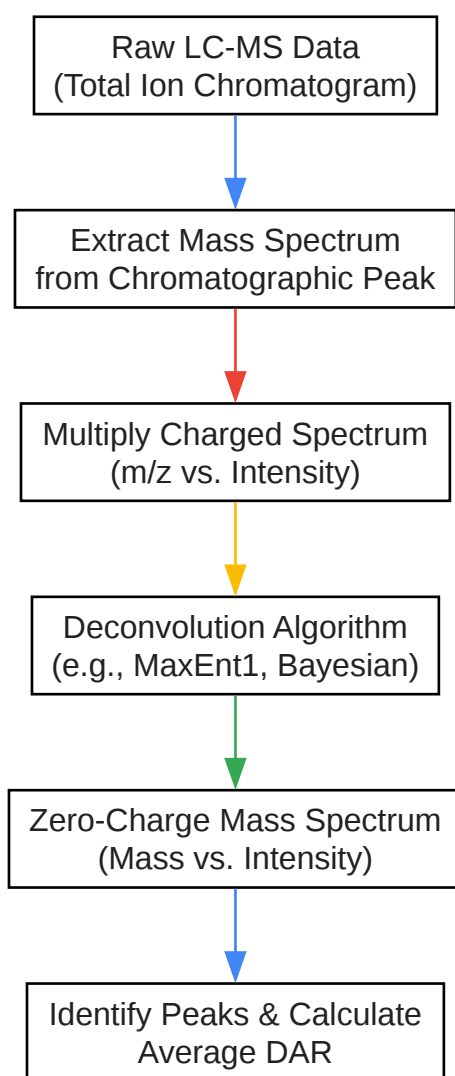 Raw LC-MS Data
(Total Ion Chromatogram)
Extract Mass Spectrum
from Chromatographic Peak
Multiply Charged Spectrum
(m/z vs. Intensity)
Deconvolution Algorithm
(e.g., MaxEnt1, Bayesian)
Zero-Charge Mass Spectrum
(Mass vs. Intensity)
Identify Peaks & Calculate
Average DAR